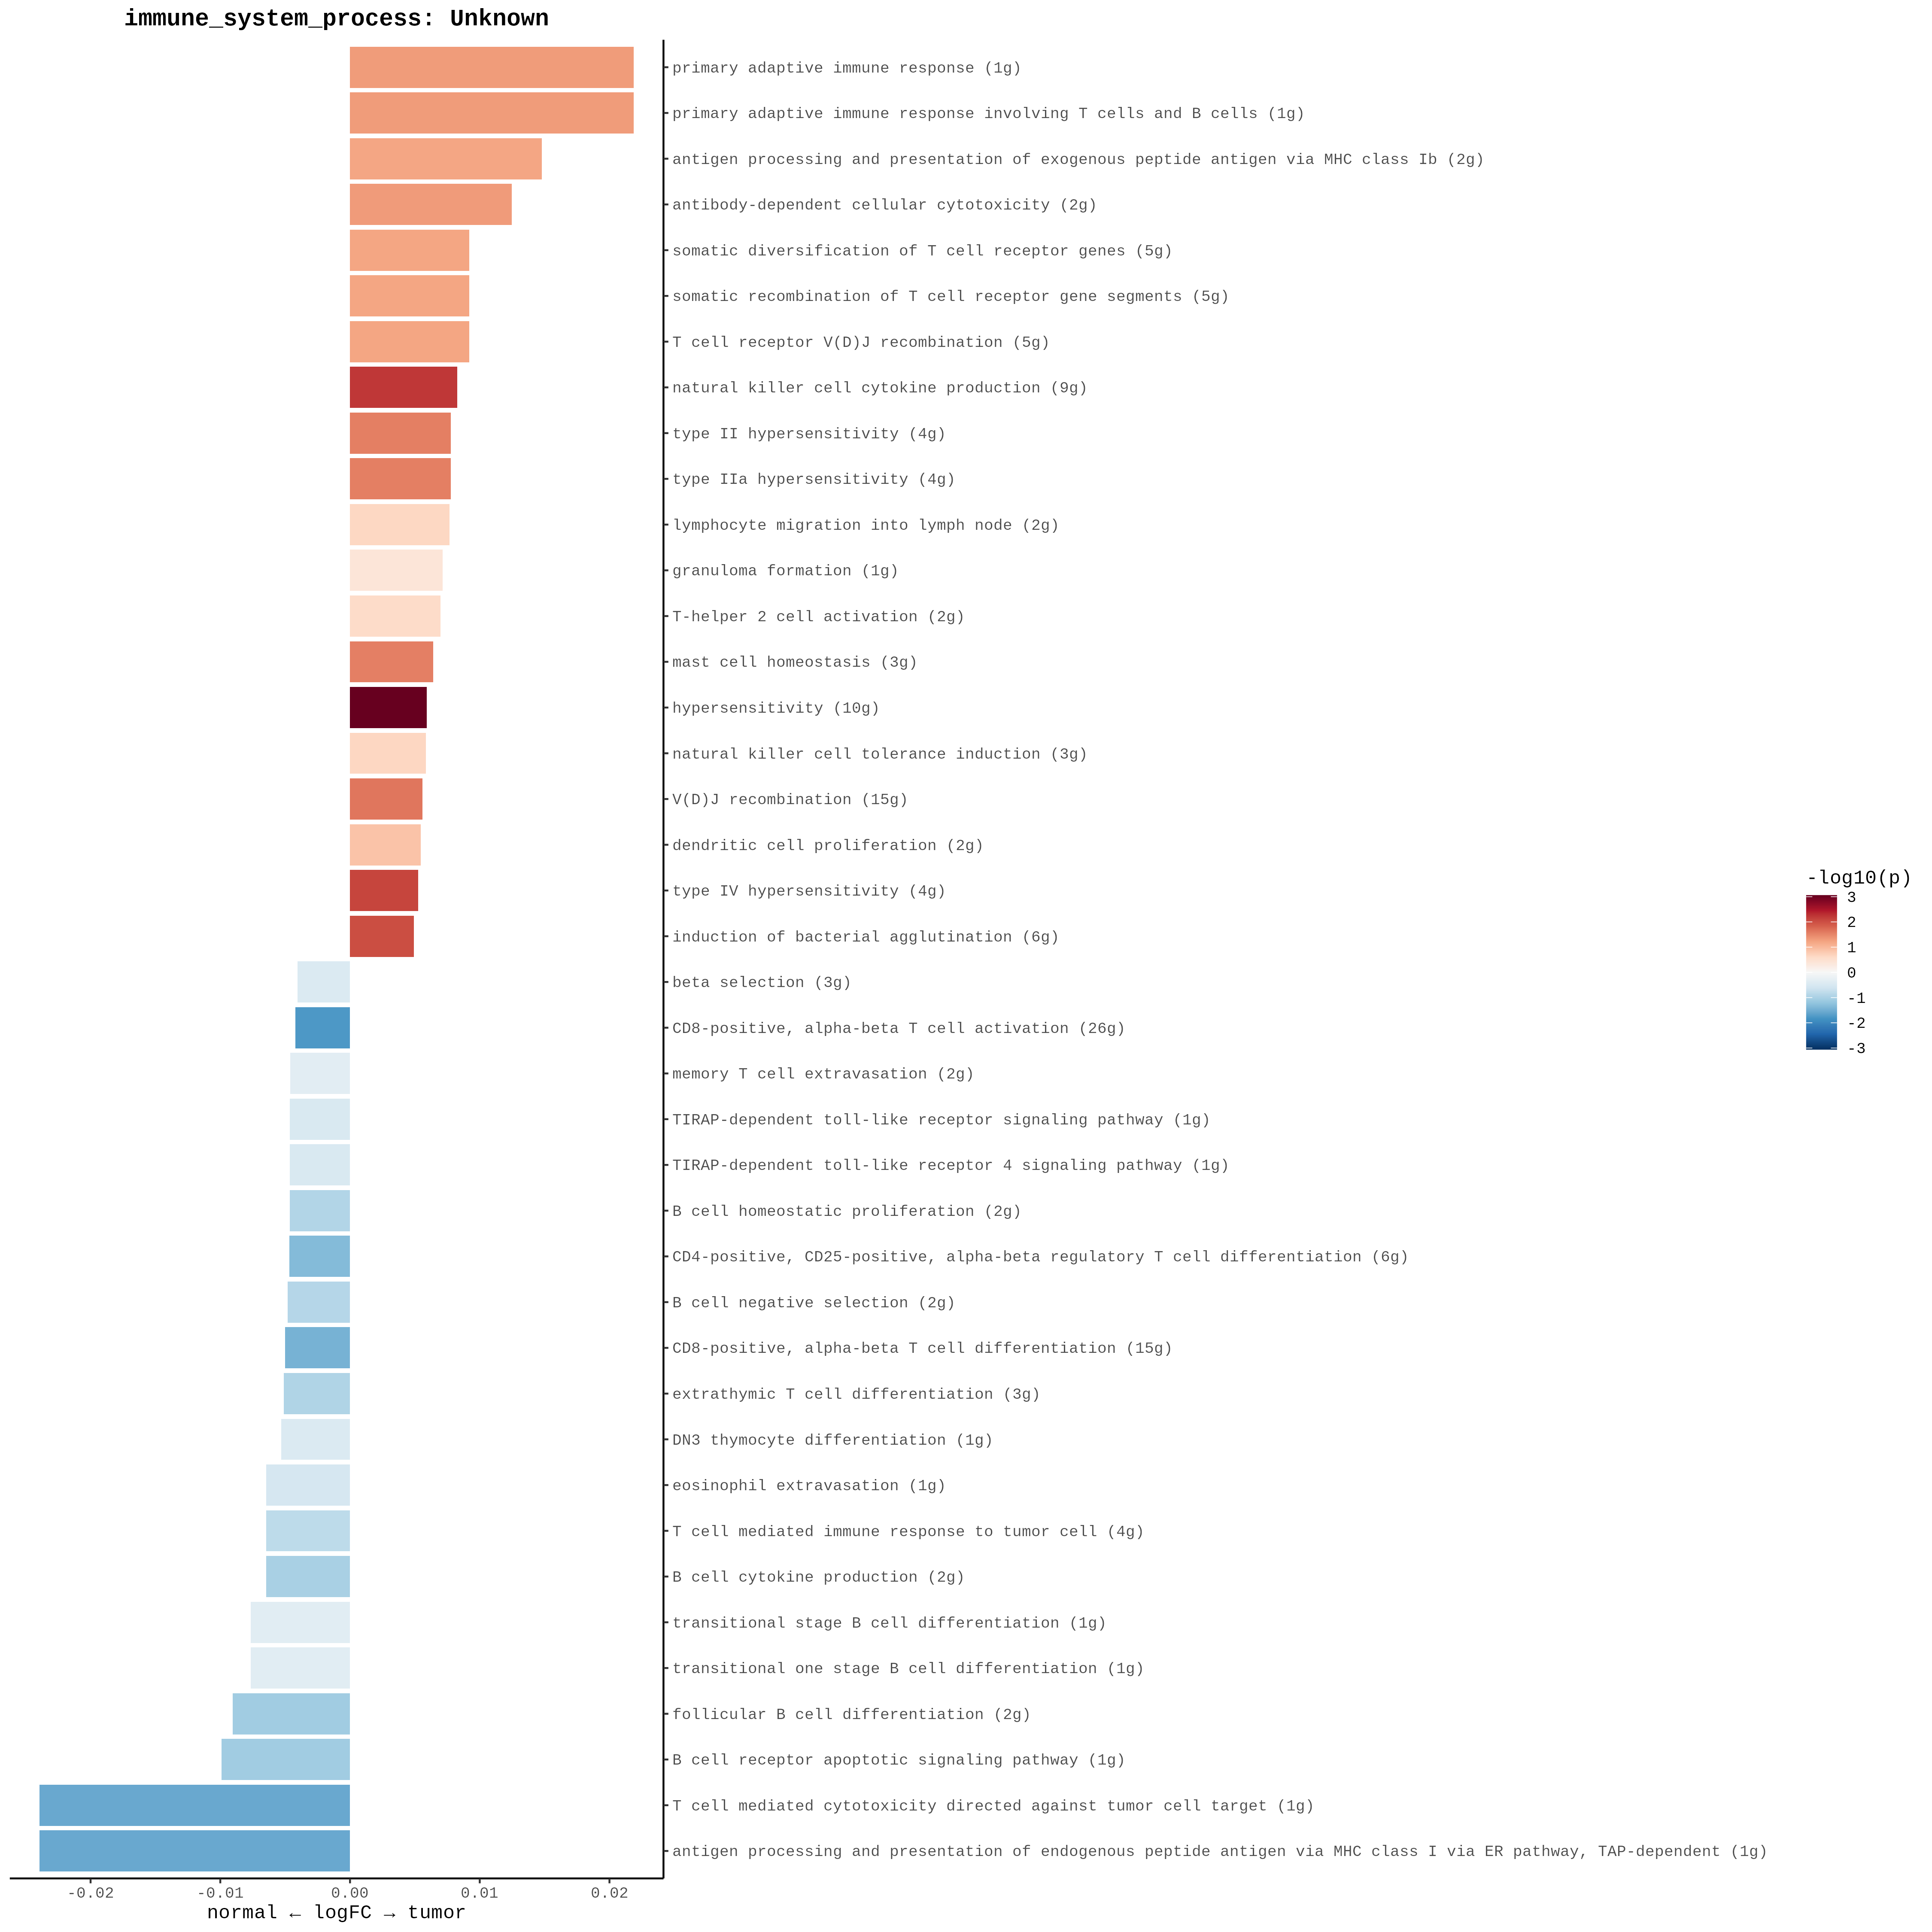 immune_system_process: Unknown
primary adaptive immune response (1g)
primary adaptive immune response involving T cells and B cells (1g)
antigen processing and presentation of exogenous peptide antigen via MHC class Ib (2g)
antibody-dependent cellular cytotoxicity (2g)
somatic diversification of T cell receptor genes (5g)
somatic recombination of T cell receptor gene segments (5g)
T cell receptor V(D)J recombination (5g)
natural killer cell cytokine production (9g)
type II hypersensitivity (4g)
type IIa hypersensitivity (4g)
lymphocyte migration into lymph node (2g)
granuloma formation (1g)
T-helper 2 cell activation (2g)
mast cell homeostasis (3g)
hypersensitivity (10g)
natural killer cell tolerance induction (3g)
V(D)J recombination (15g)
dendritic cell proliferation (2g)
type IV hypersensitivity (4g)
induction of bacterial agglutination (6g)
beta selection (3g)
CD8-positive, alpha-beta T cell activation (26g)
memory T cell extravasation (2g)
TIRAP-dependent toll-like receptor signaling pathway (1g)
TIRAP-dependent toll-like receptor 4 signaling pathway (1g)
B cell homeostatic proliferation (2g)
CD4-positive, CD25-positive, alpha-beta regulatory T cell differentiation (6g)
B cell negative selection (2g)
CD8-positive, alpha-beta T cell differentiation (15g)
extrathymic T cell differentiation (3g)
DN3 thymocyte differentiation (1g)
eosinophil extravasation (1g)
T cell mediated immune response to tumor cell (4g)
B cell cytokine production (2g)
transitional stage B cell differentiation (1g)
transitional one stage B cell differentiation (1g)
follicular B cell differentiation (2g)
B cell receptor apoptotic signaling pathway (1g)
T cell mediated cytotoxicity directed against tumor cell target (1g)
antigen processing and presentation of endogenous peptide antigen via MHC class I via ER pathway, TAP-dependent (1g)
-0.02 -0.01 0.00 0.01 0.02
normal ← logFC → tumor
-log10(p)
3
2
1
0
-1
-2
-3